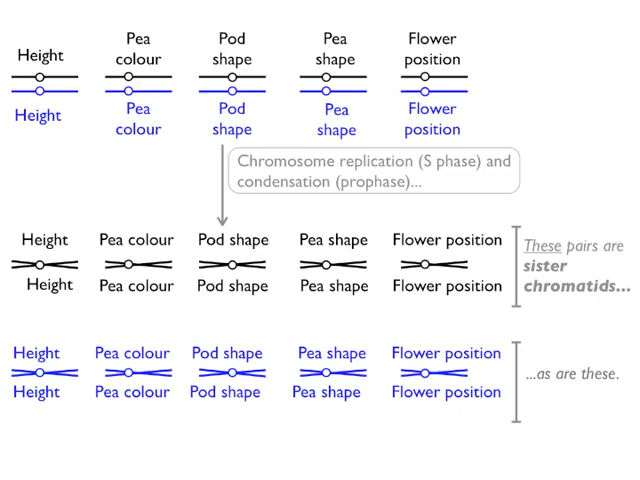 Height
Pea colour
Pod shape
Pea shape
Flower position
Height
Pea colour
Pod shape
Pea shape
Flower position
Chromosome replication (S phase) and
condensation (prophase)...
Height Pea colour Pod shape Pea shape Flower position
Height Pea colour Pod shape Pea shape Flower position
These pairs are
sister
chromatids...
Height Pea colour Pod shape Pea shape Flower position
Height Pea colour Pod shape Pea shape Flower position
...as are these.